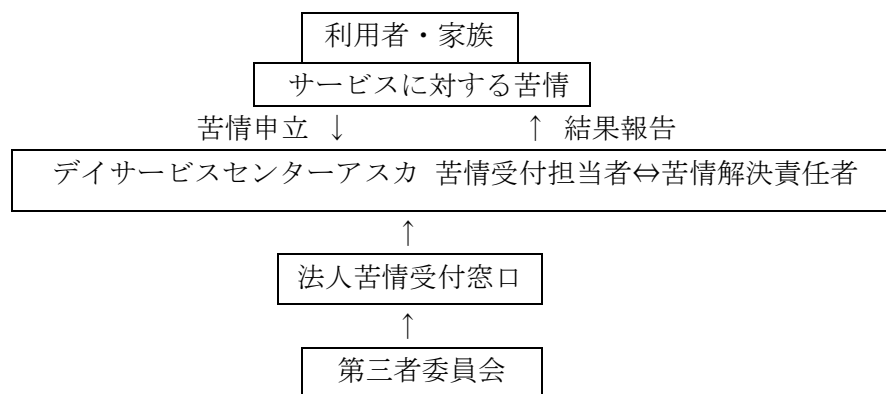 利用者・家族
サービスに対する苦情
苦情申立 ↓ ↑ 結果報告
デイサービスセンターアスカ 苦情受付担当者⇔苦情解決責任者
↑
法人苦情受付窓口
↑
第三者委員会